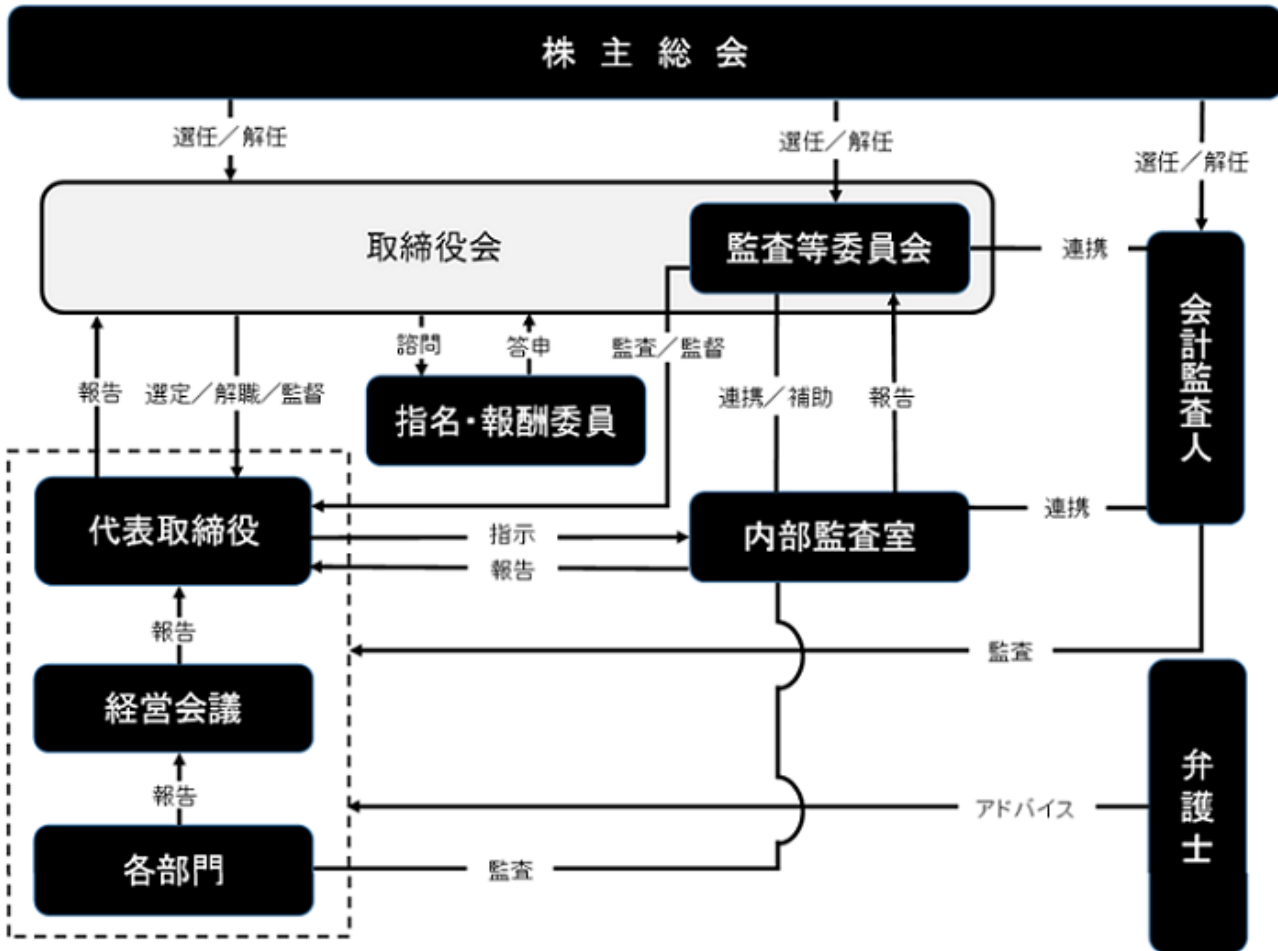 株主総会
選任／解任
選任／解任
選任／解任
取締役会
監査等委員会
連携
会計監査人
報告
選定／解職／監督
諮問
答申
監査／監督
連携／補助
報告
指名・報酬委員
代表取締役
指示
報告
内部監査室
連携
報告
監査
経営会議
報告
アドバイス
弁護士
各部門
監査